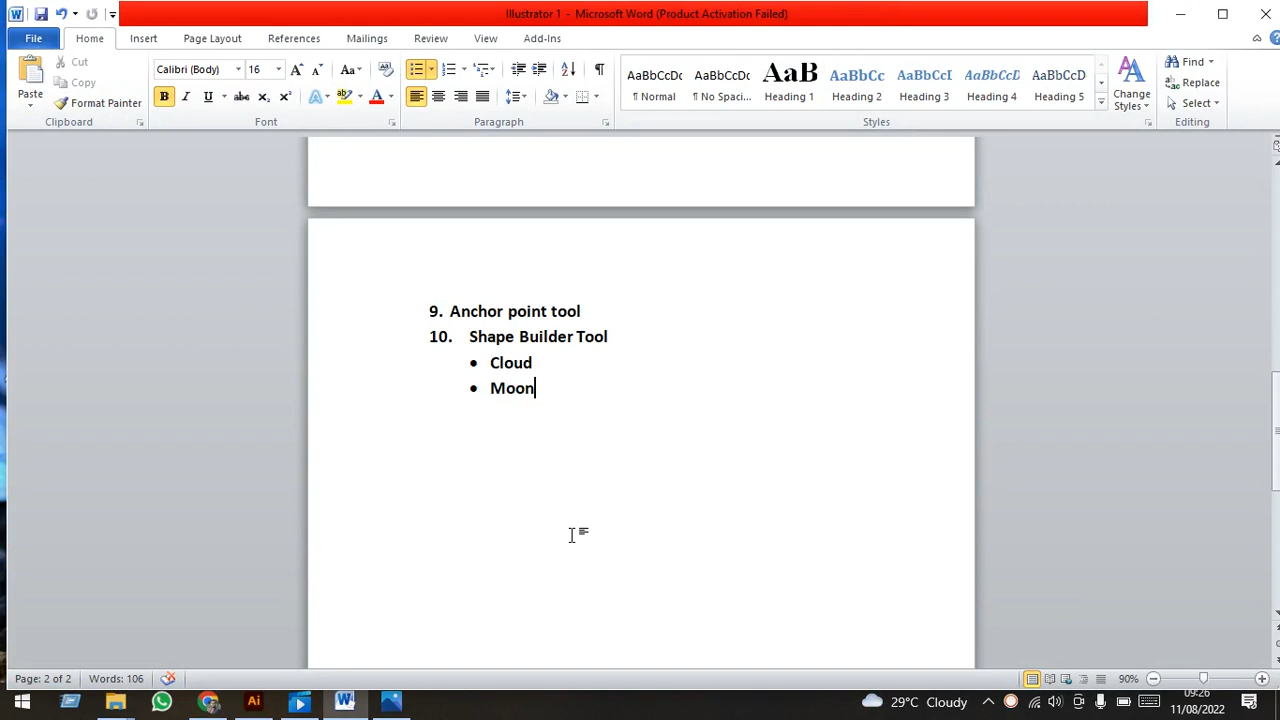 Illustrator 1 - Microsoft Word (Product Activation Failed)
File Home Insert Page Layout References Mailings Review View Add-Ins
Paste
Cut
Copy
Format Painter
Clipboard
Calibri (Body) 16
B I U abc
Font
Paragraph
AaBbCcDc AaBbCcDc AaB AaBbCc AaBbCcI AaBbCcDc AaBbCcD
¶ Normal ¶ No Spaci... Heading 1 Heading 2 Heading 3 Heading 4 Heading 5
Styles
Change Styles
Find
Replace
Select
Editing
9. Anchor point tool
10. Shape Builder Tool
• Cloud
• Moon
Page: 2 of 2 Words: 106
90%
29°C Cloudy
09:26
11/08/2022